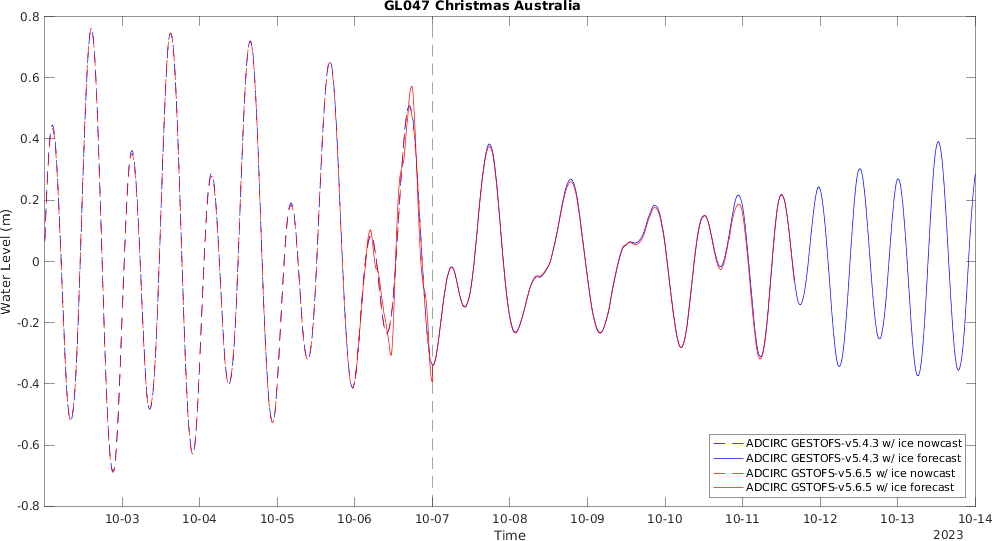 GL047 Christmas Australia
Water Level (m)
0.8
0.6
0.4
0.2
0
-0.2
-0.4
-0.6
-0.8
ADCIRC GESTOFS-v5.4.3 w/ ice nowcast
ADCIRC GESTOFS-v5.4.3 w/ ice forecast
ADCIRC GSTOFS-v5.6.5 w/ ice nowcast
ADCIRC GSTOFS-v5.6.5 w/ ice forecast
10-03 10-04 10-05 10-06 10-07 10-08 10-09 10-10 10-11 10-12 10-13 10-14
Time
2023